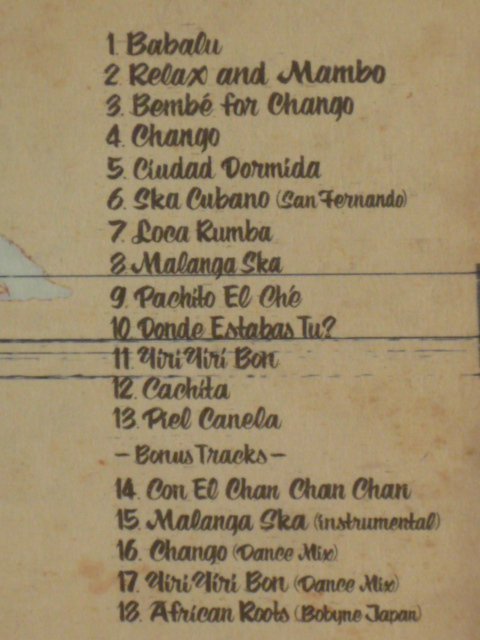 1 Babalu
2 Relax and Mambo
3. Bembé for Chango
4. Chango
5. Ciudad Dormida
6. Ska Cubano (San Fernando)
7. Loca Rumba
8. Malanga Ska
9. Pachito El Ché
10. Donde Estabas Tu?
11 Yiri Yiri Bon
12. Cachita
13. Piel Canela
– Bonus Tracks –
14. Con El Chan Chan Chan
15. Malanga Ska (instrumental)
16. Chango (Dance Mix)
17. Yiri Yiri Bon (Dance Mix)
18. African Roots (Bobyne Japan)